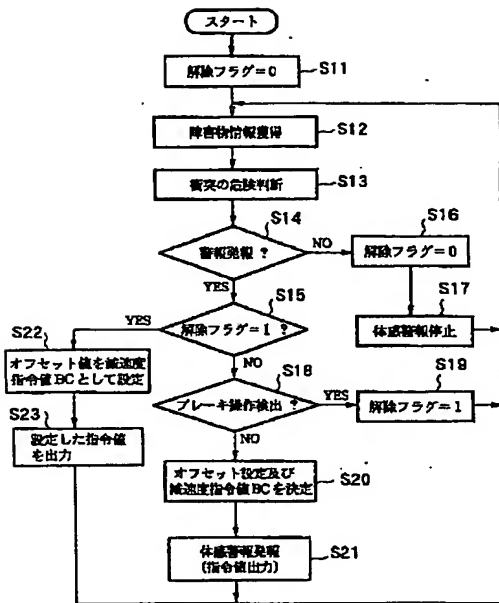 スタート
解除フラグ=0
S11
障害物情報獲得
S12
衝突の危険判断
S13
S14
警報発報 ?
NO
YES
S16
解除フラグ=0
S17
体感警報停止
S15
解除フラグ=1 ?
YES
NO
S22
オフセット値を減速度
指令値BCとして設定
S23
設定した指令値
を出力
S18
ブレーキ操作検出 ?
YES
NO
S19
解除フラグ=1
オフセット設定及び
減速度指令値BCを決定
S20
体感警報発報
(指令値出力)
S21